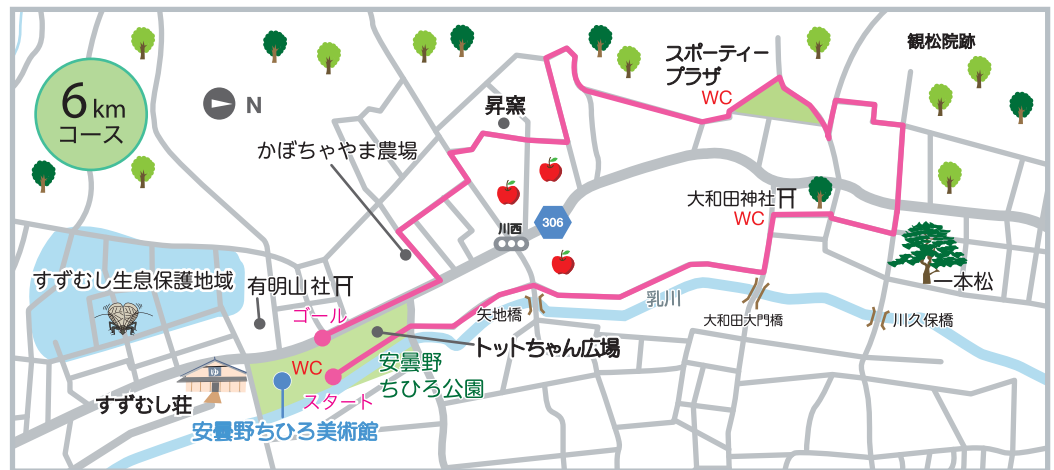 6 km
コース
N
かぼちゃやま農場
昇窯
スポーティー
プラザ
WC
観松院跡
大和田神社
WC
川西
306
一本松
すずむし生息保護地域
有明山社
ゴール
矢地橋
乳川
大和田大門橋
川久保橋
トットちゃん広場
WC
安曇野
ちひろ公園
スタート
ゆ
すずむし荘
安曇野ちひろ美術館